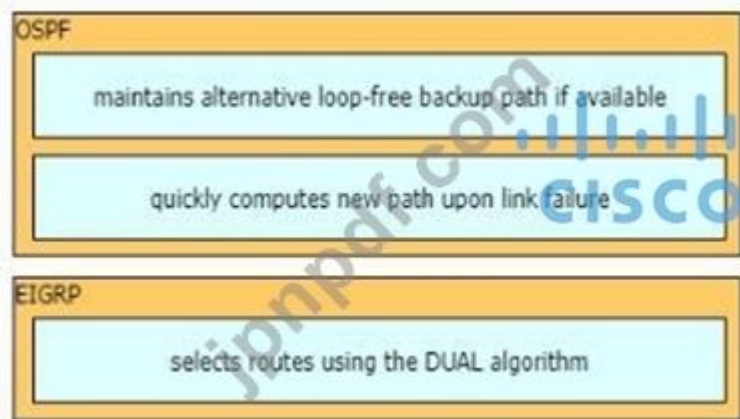 OSPF
maintains alternative loop-free backup path if available
quickly computes new path upon link failure
CISCO
EIGRP
selects routes using the DUAL algorithm
jpnpdf.com